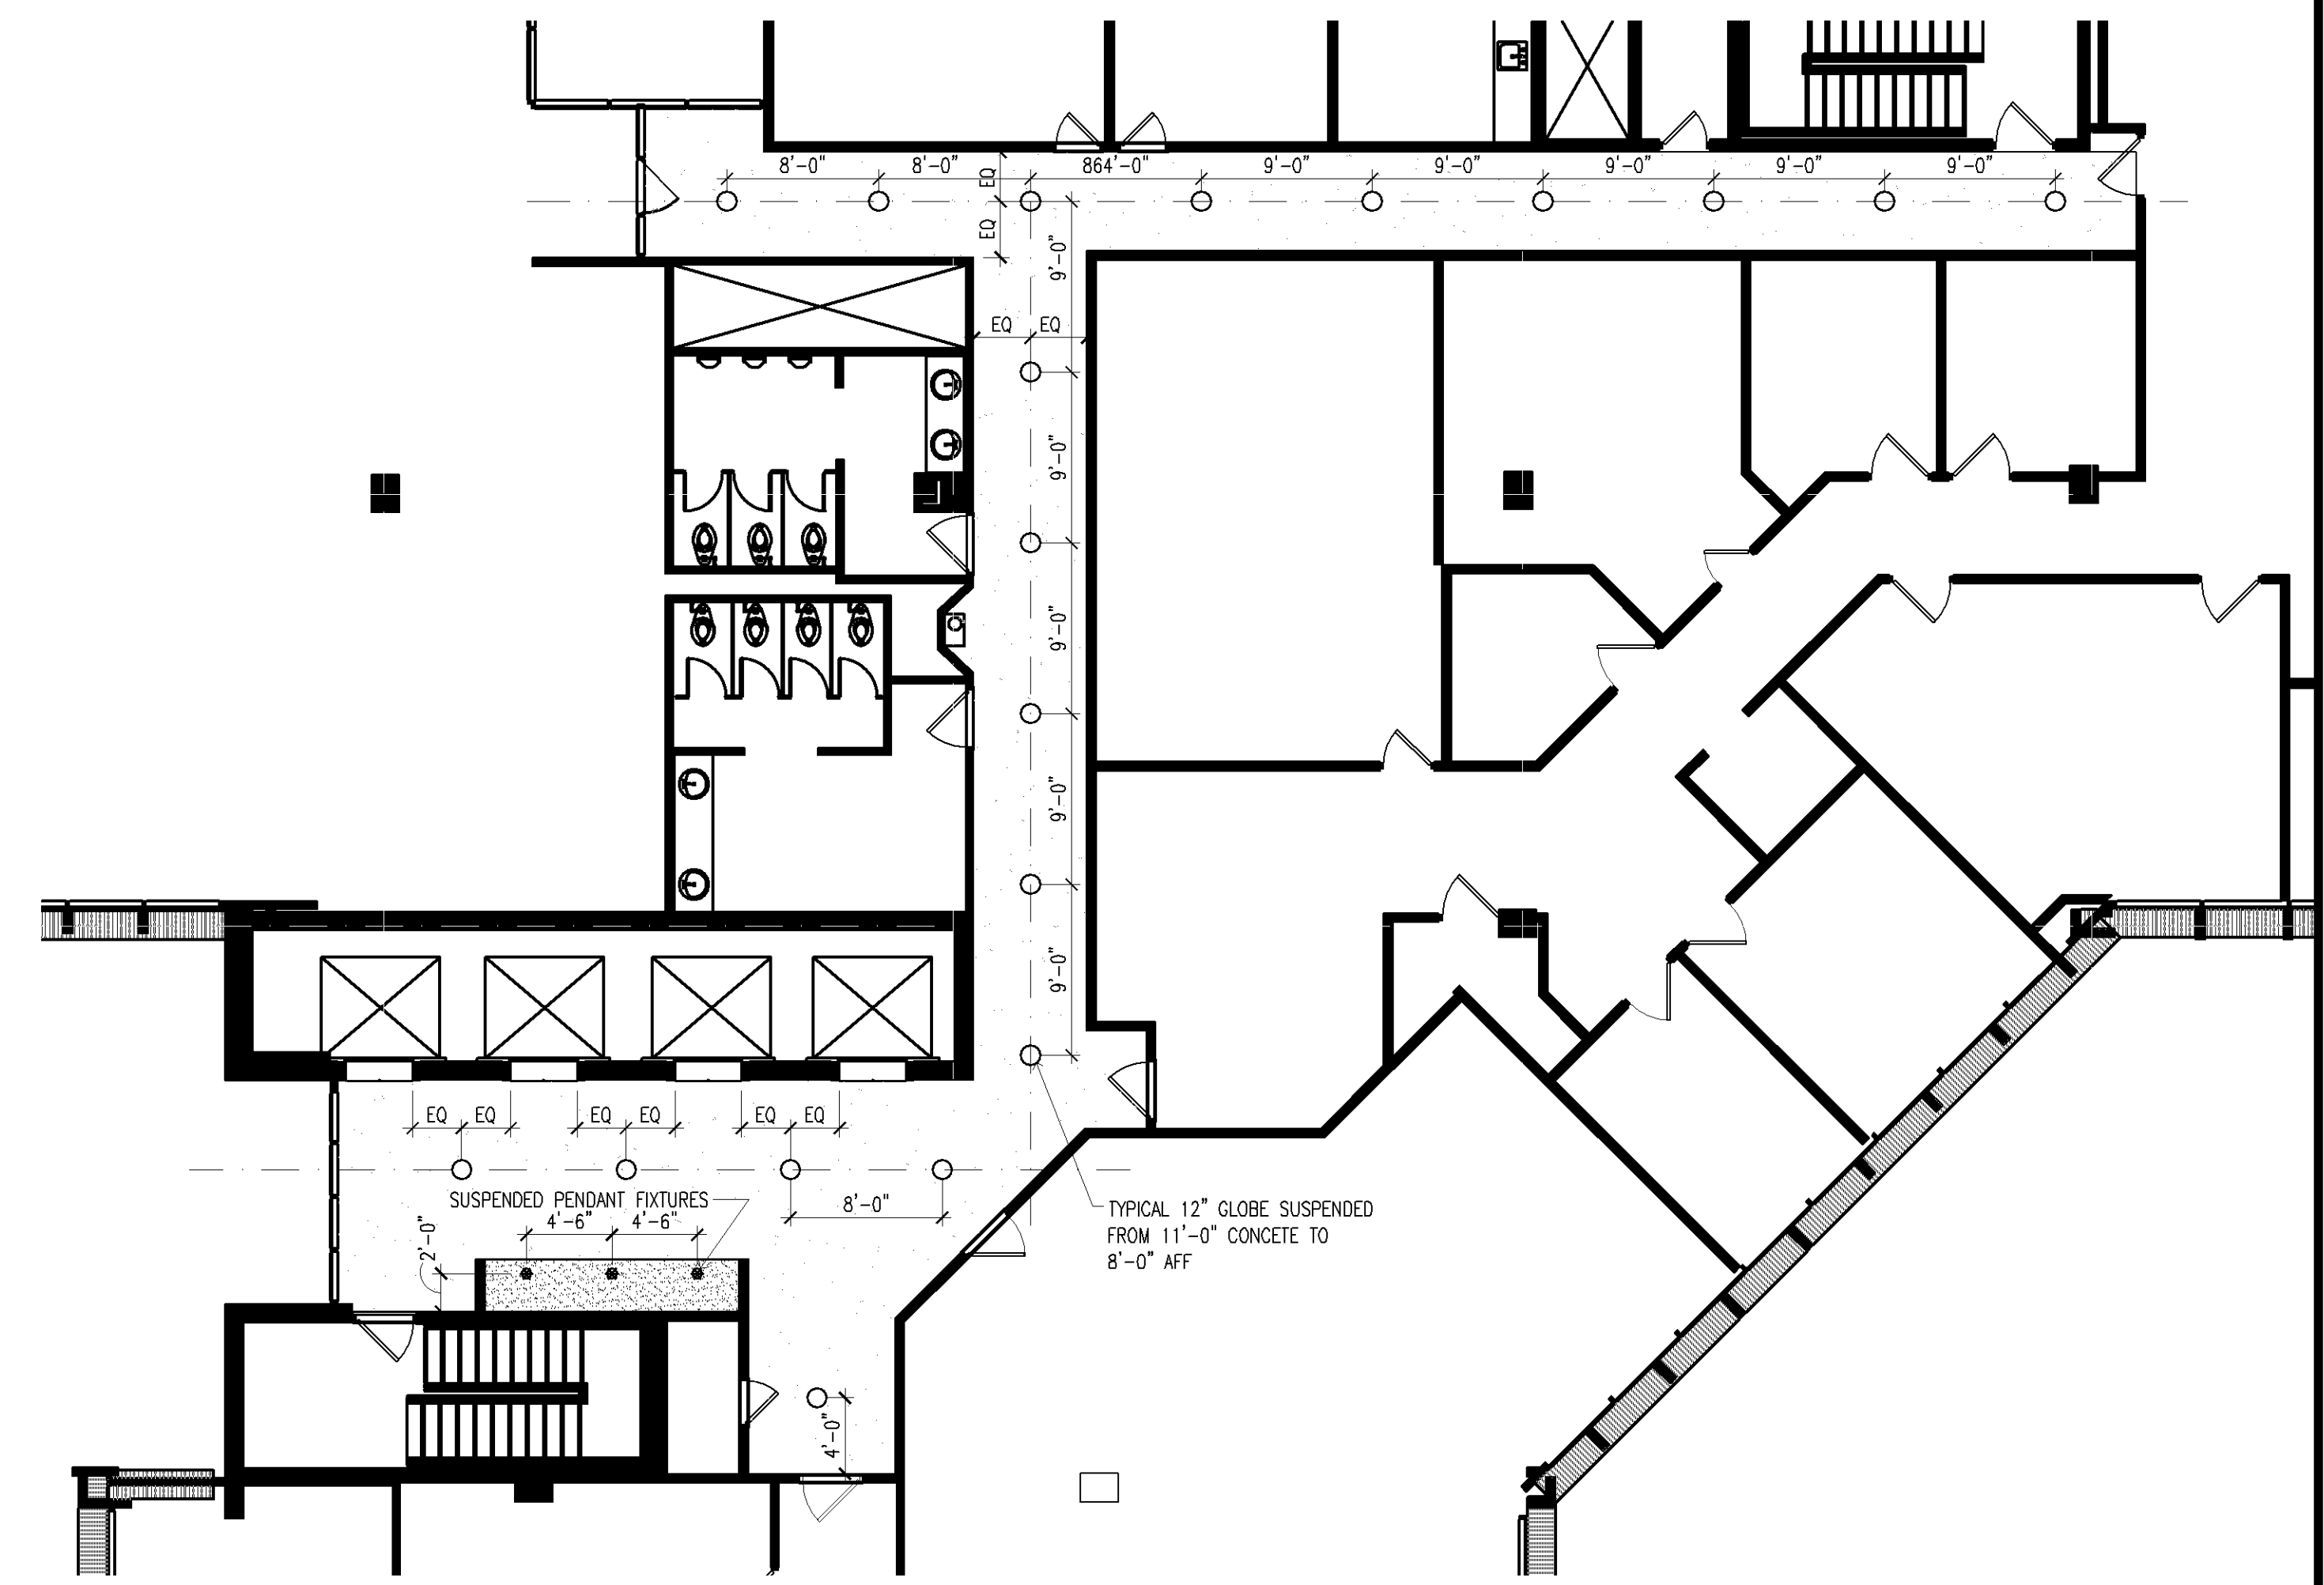 8'-0" 8'-0" 864'-0" 9'-0" 9'-0" 9'-0" 9'-0" 9'-0"
EQ
EQ
9'-0"
EQ EQ
9'-0"
9'-0"
9'-0"
9'-0"
EQ EQ EQ EQ EQ EQ
SUSPENDED PENDANT FIXTURES
8'-0"
4'-6" 4'-6"
2'-0"
TYPICAL 12" GLOBE SUSPENDED
FROM 11'-0" CONCETE TO
8'-0" AFF
4'-0"